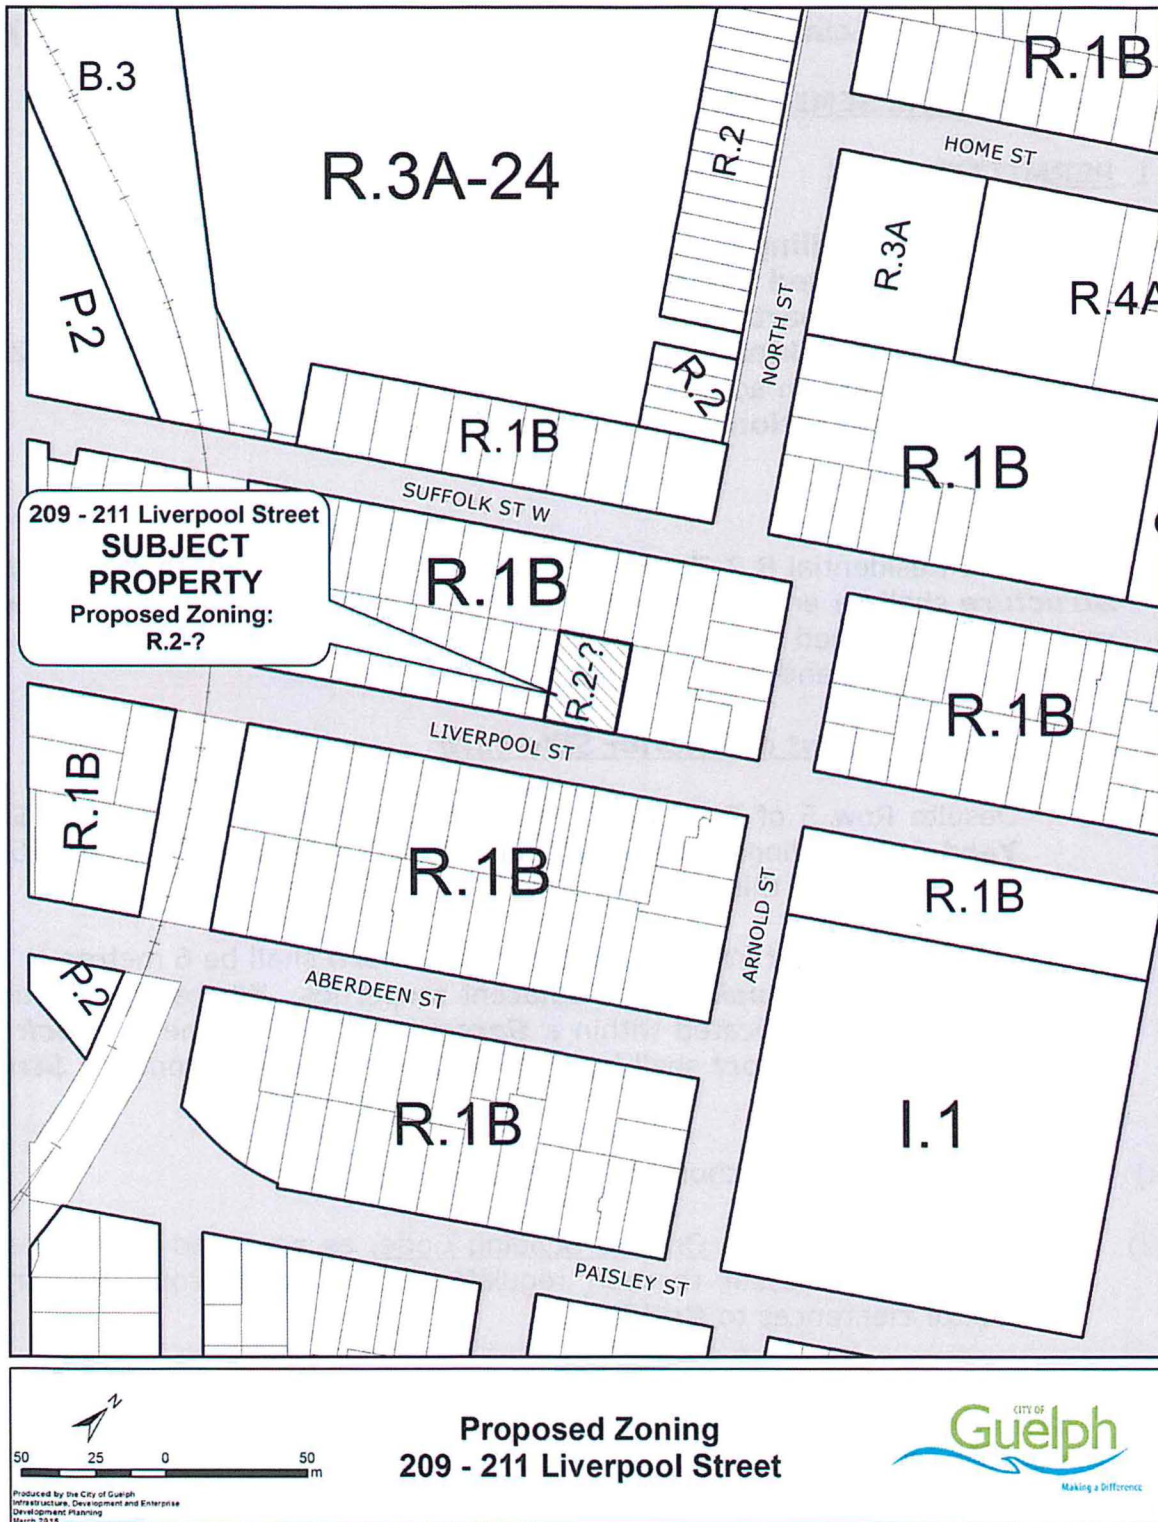 B.3
R.3A-24
R.2
R.1B
HOME ST
R.3A
R.4A
P.2
NORTH ST
R.2
R.1B
R.1B
SUFFOLK ST W
209 - 211 Liverpool Street
SUBJECT
PROPERTY
Proposed Zoning:
R.2-?
R.1B
R.2-?
LIVERPOOL ST
R.1B
R.1B
R.1B
ARNOLD ST
R.1B
P.2
ABERDEEN ST
R.1B
I.1
PAISLEY ST
N
50 25 0 50
m
Produced by the City of Guelph
Infrastructure, Development and Enterprise
Development Planning
March 2015
Proposed Zoning
209 - 211 Liverpool Street
CITY OF
Guelph
Making a Difference